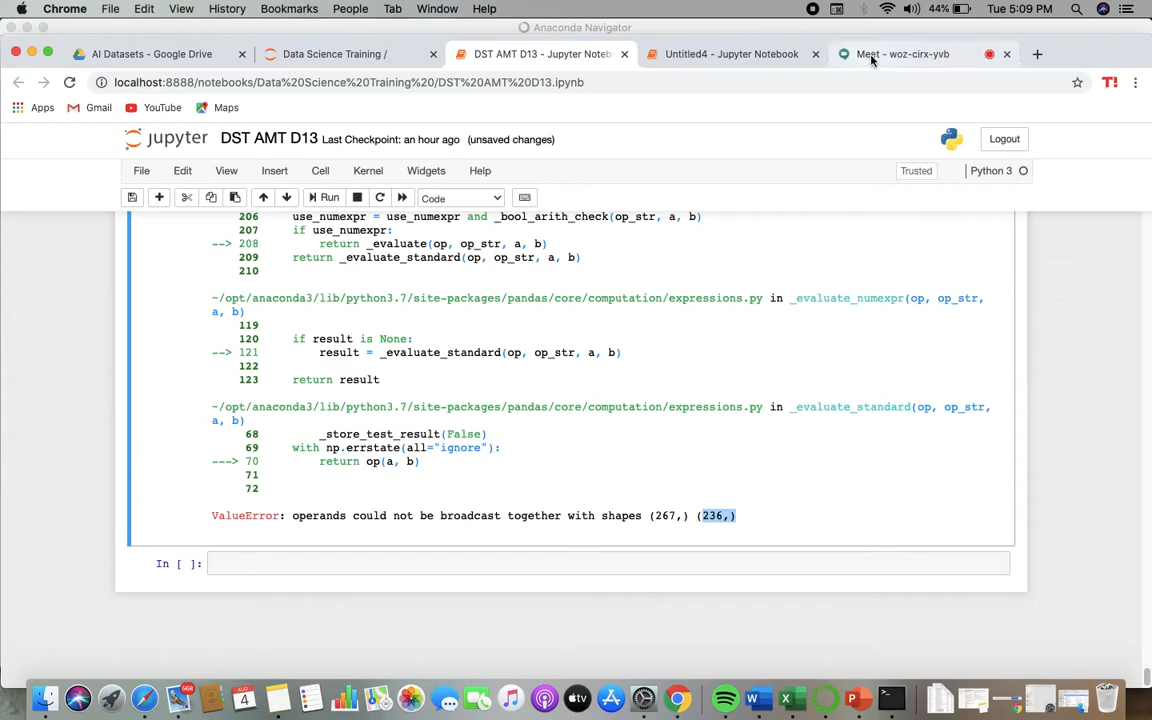 Chrome File Edit View History Bookmarks People Tab Window Help 44% Tue 5:09 PM
Anaconda Navigator
AI Datasets - Google Drive Data Science Training / DST AMT D13 - Jupyter Noteb Untitled4 - Jupyter Notebook Meet - woz-cirx-yvb
localhost:8888/notebooks/Data%20Science%20Training%20/DST%20AMT%20D13.ipynb
Apps Gmail YouTube Maps
jupyter DST AMT D13 Last Checkpoint: an hour ago (unsaved changes) Logout
File Edit View Insert Cell Kernel Widgets Help Trusted Python 3
Run Code
206 use_numexpr = use_numexpr and _bool_arith_check(op_str, a, b)
207 if use_numexpr:
--> 208 return _evaluate(op, op_str, a, b)
209 return _evaluate_standard(op, op_str, a, b)
210
~/opt/anaconda3/lib/python3.7/site-packages/pandas/core/computation/expressions.py in _evaluate_numexpr(op, op_str,
a, b)
119
120 if result is None:
--> 121 result = _evaluate_standard(op, op_str, a, b)
122
123 return result
~/opt/anaconda3/lib/python3.7/site-packages/pandas/core/computation/expressions.py in _evaluate_standard(op, op_str,
a, b)
68 _store_test_result(False)
69 with np.errstate(all="ignore"):
---> 70 return op(a, b)
71
72
ValueError: operands could not be broadcast together with shapes (267,) (236,)
In [ ]: